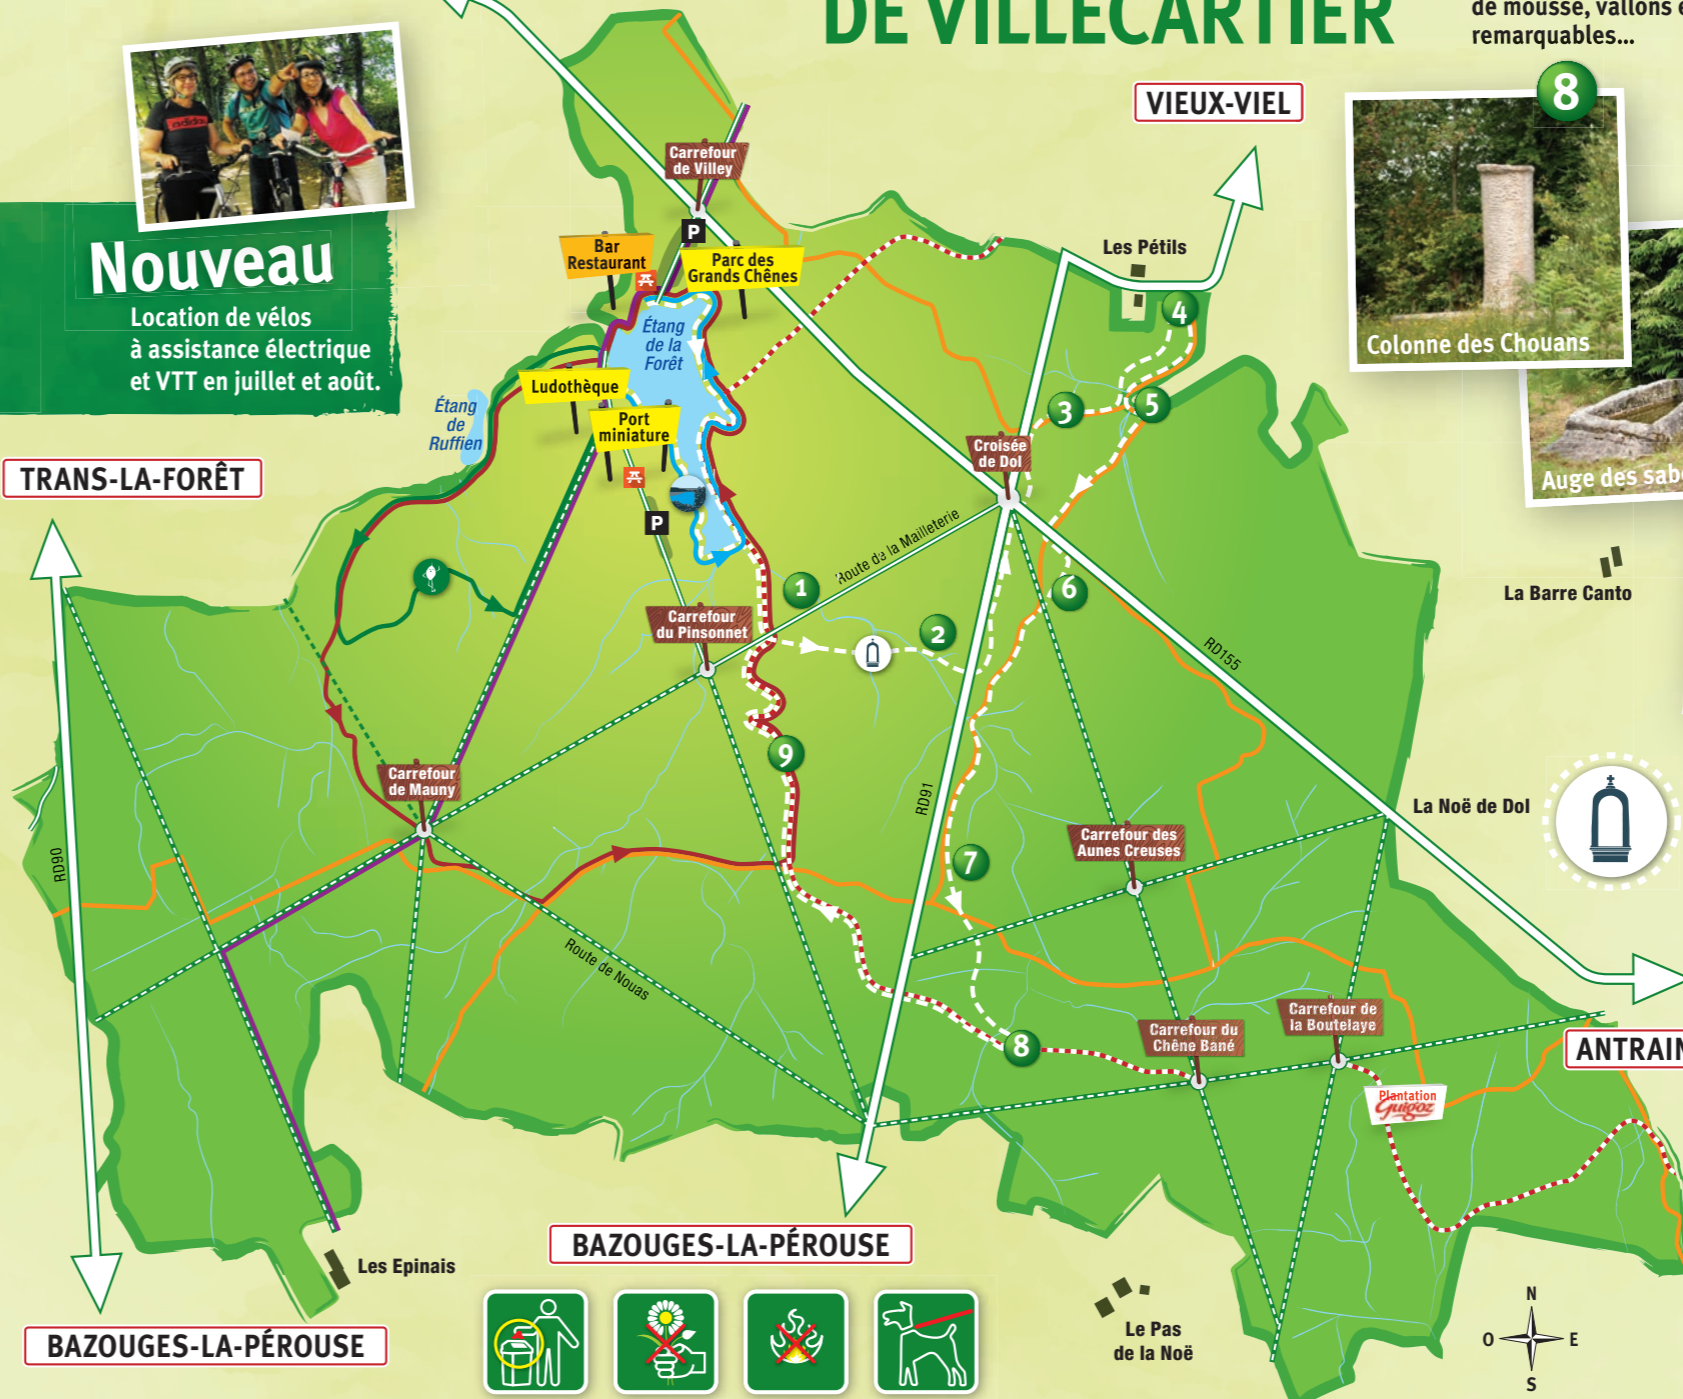 DE VILLECARTIER
de mousse, vallons e
remarquables...
Nouveau
Location de vélos
à assistance électrique
et VTT en juillet et août.
VIEUX-VIEL
8
Colonne des Chouans
Auge des sabo
Carrefour
de Villey
P
Bar
Restaurant
Parc des
Grands Chênes
Étang
de la
Forêt
Ludothèque
Port
miniature
P
Étang
de
Ruffien
TRANS-LA-FORÊT
Les Pétils
4
3
5
Croisée
de Dol
Route de la Mailleterie
1
2
6
Carrefour
du Pinsonnet
RD155
La Barre Canto
9
Carrefour
de Mauny
RD91
RD90
La Noë de Dol
Carrefour des
Aunes Creuses
7
Route de Nouas
8
Carrefour du
Chêne Bané
Carrefour de
la Boutelaye
ANTRAIN
Plantation
Guigoz
BAZOUGES-LA-PÉROUSE
Les Epinais
BAZOUGES-LA-PÉROUSE
Le Pas
de la Noë
N
O
E
S